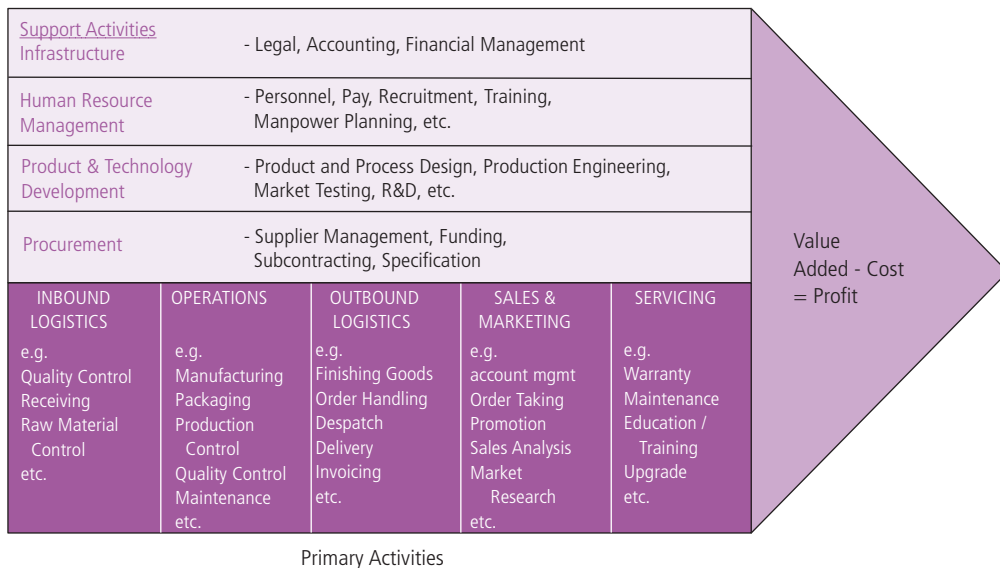 Support Activities
Infrastructure
- Legal, Accounting, Financial Management
Human Resource
Management
- Personnel, Pay, Recruitment, Training,
Manpower Planning, etc.
Product & Technology
Development
- Product and Process Design, Production Engineering,
Market Testing, R&D, etc.
Procurement
- Supplier Management, Funding,
Subcontracting, Specification
INBOUND
LOGISTICS
e.g.
Quality Control
Receiving
Raw Material
Control
etc.
OPERATIONS
e.g.
Manufacturing
Packaging
Production
Control
Quality Control
Maintenance
etc.
OUTBOUND
LOGISTICS
e.g.
Finishing Goods
Order Handling
Despatch
Delivery
Invoicing
etc.
SALES &
MARKETING
e.g.
account mgmt
Order Taking
Promotion
Sales Analysis
Market
Research
etc.
SERVICING
e.g.
Warranty
Maintenance
Education /
Training
Upgrade
etc.
Value
Added - Cost
= Profit
Primary Activities